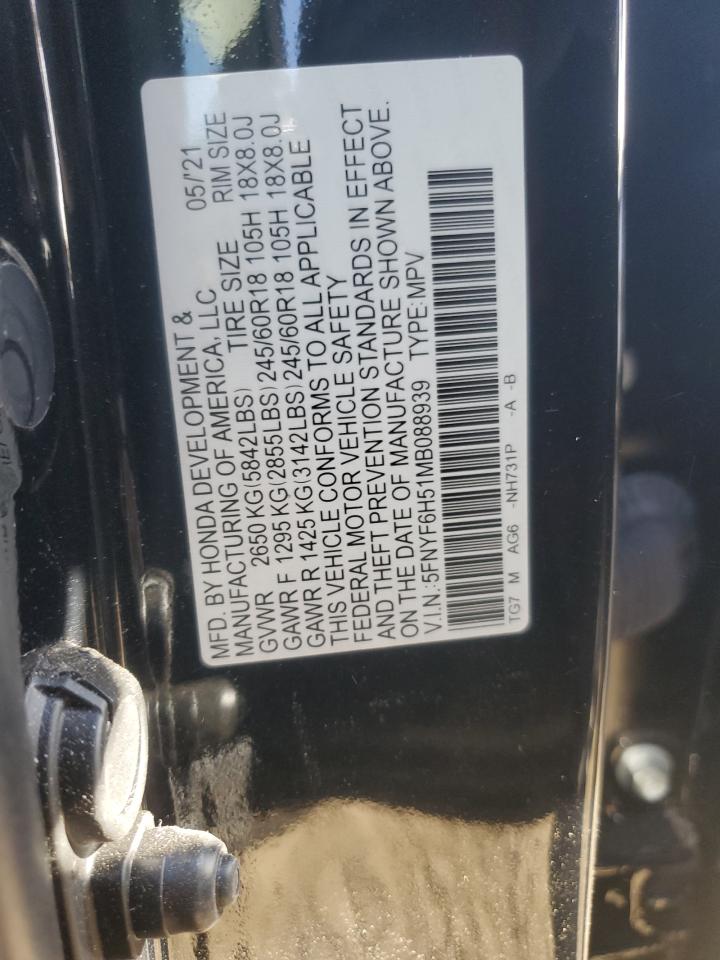 MFD. BY HONDA DEVELOPMENT &
MANUFACTURING OF AMERICA, LLC 05/'21
GVWR 2650 KG(5842LBS) TIRE SIZE RIM SIZE
GAWR F 1295 KG(2855LBS) 245/60R18 105H 18X8.0J
GAWR R 1425 KG(3142LBS) 245/60R18 105H 18X8.0J
THIS VEHICLE CONFORMS TO ALL APPLICABLE
FEDERAL MOTOR VEHICLE SAFETY
AND THEFT PREVENTION STANDARDS IN EFFECT
ON THE DATE OF MANUFACTURE SHOWN ABOVE.
V.I.N.:5FNYF6H51MB088939 TYPE:MPV
TG7 M AG6 -NH731P -A -B